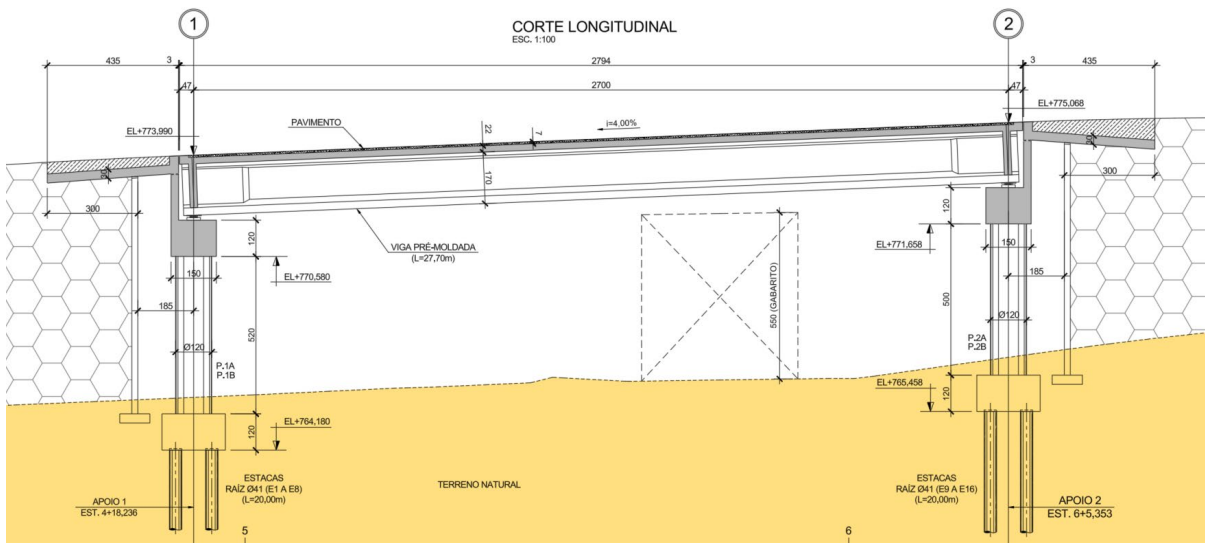 1
CORTE LONGITUDINAL
ESC. 1:100
2
435
3
2794
3
435
47
2700
47
EL+773,990
PAVIMENTO
22
7
i=4,00%
EL+775,068
30
170
30
300
300
120
120
VIGA PRÉ-MOLDADA
(L=27,70m)
EL+771,658
150
EL+770,580
150
185
185
550 (GABARITO)
520
500
Ø120
Ø120
P.1A
P.1B
P.2A
P.2B
EL+765,458
120
EL+764,180
120
ESTACAS
RAÍZ Ø41 (E1 A E8)
(L=20,00m)
TERRENO NATURAL
ESTACAS
RAÍZ Ø41 (E9 A E16)
(L=20,00m)
APOIO 1
EST. 4+18,236
APOIO 2
EST. 6+5,353
5
6